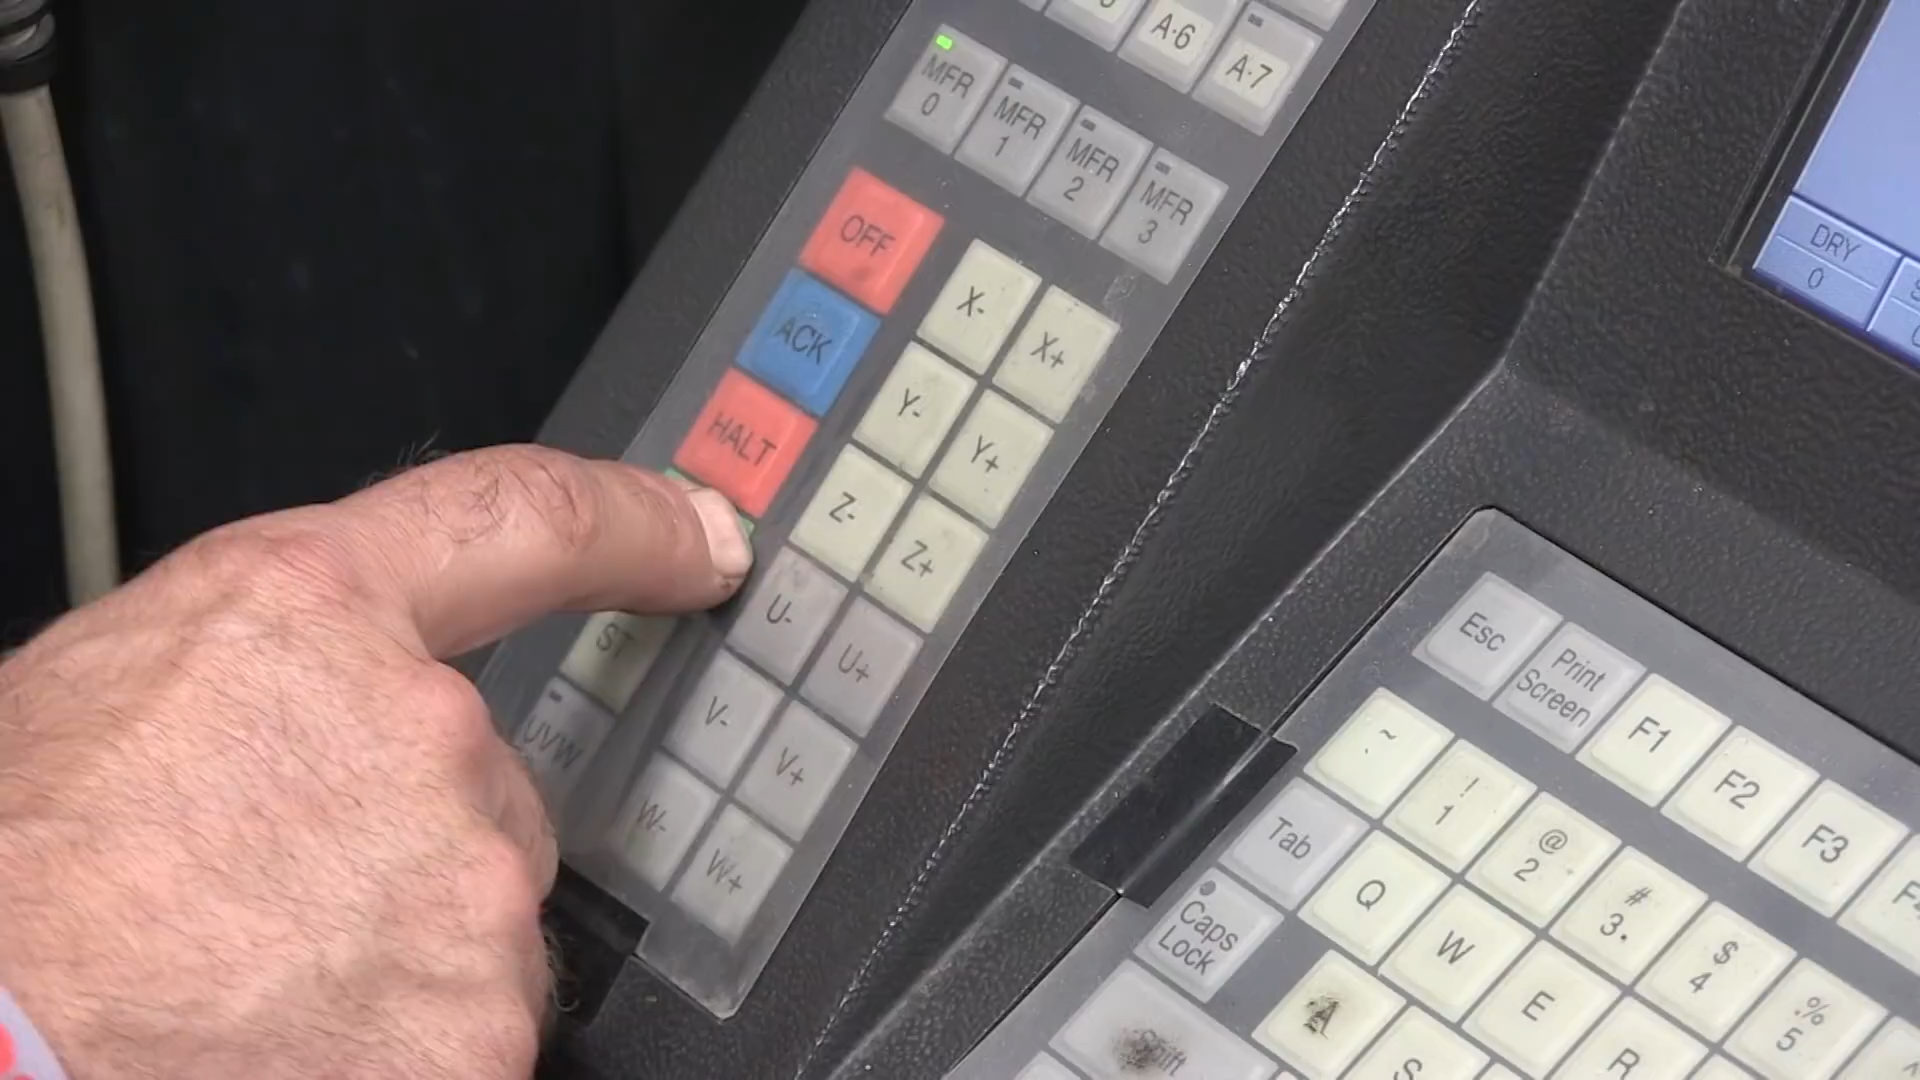 A·6
A·7
MFR
0
MFR
1
MFR
2
MFR
3
OFF
ACK
HALT
ST
UVW
X-
X+
Y-
Y+
Z-
Z+
U-
U+
V-
V+
W-
W+
DRY
0
Esc
Print
Screen
F1
F2
F3
~
!
1
@
2
#
3.
$
4
%
5
Tab
Q
W
E
R
Caps
Lock
A
S
Shift